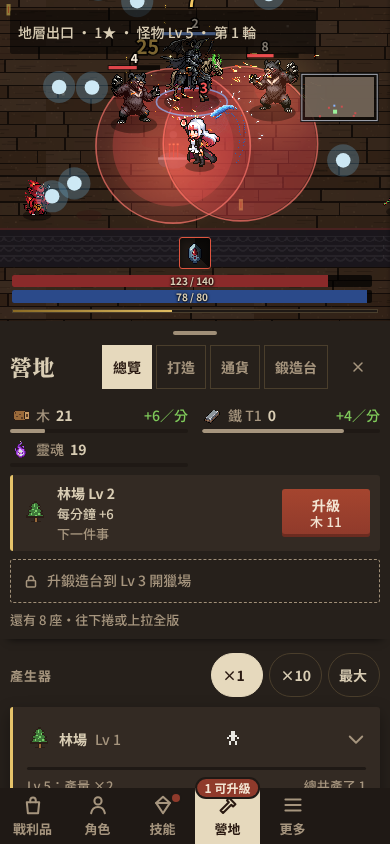 地層出口 · 1★ · 怪物 Lv 5 · 第 1 輪
2
25
4
8
3
123 / 140
78 / 80
營地
總覽
打造
通貨
鍛造台
×
木 21
+6／分
鐵 T1 0
+4／分
靈魂 19
林場 Lv 2
每分鐘 +6
下一件事
升級
木 11
升鍛造台到 Lv 3 開獵場
還有 8 座・往下捲或上拉全版
產生器
×1
×10
最大
林場 Lv 1
Lv 5：產量 ×2
總共產了 1
1 可升級
戰利品
角色
技能
營地
更多